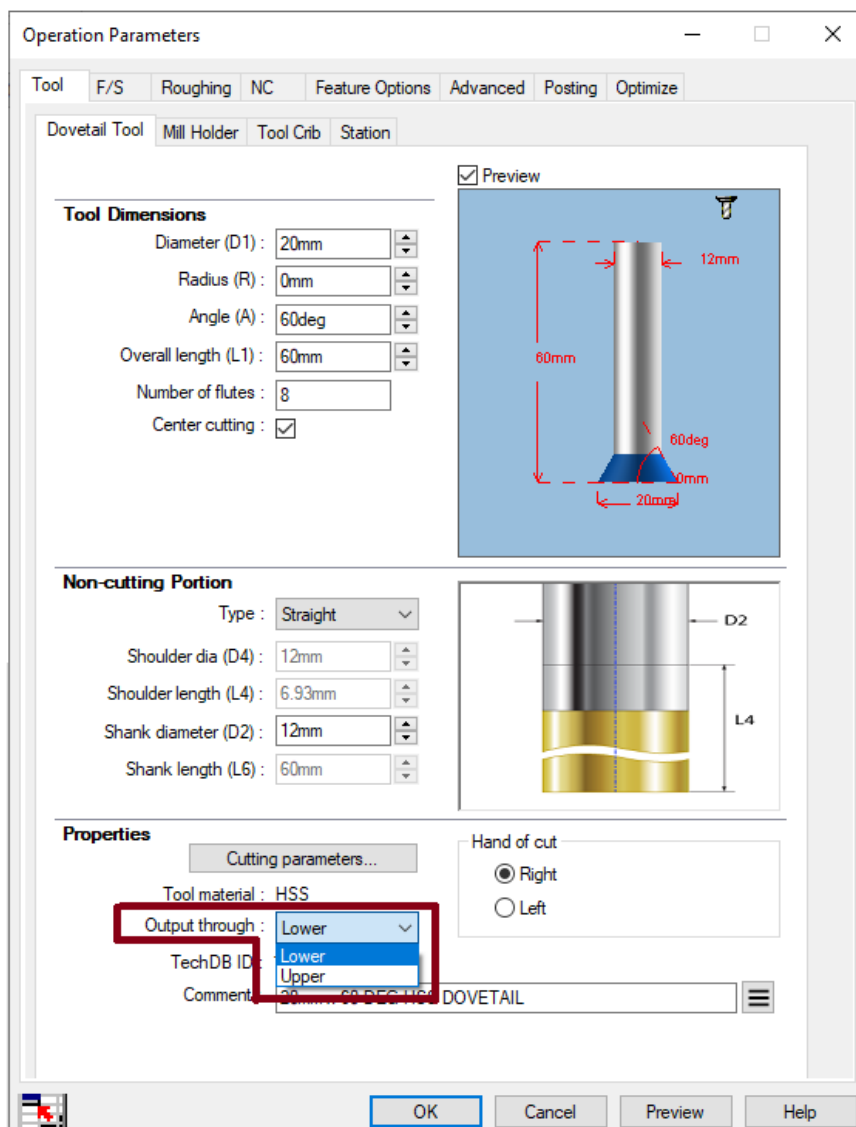 Operation Parameters
Tool F/S Roughing NC Feature Options Advanced Posting Optimize
Dovetail Tool Mill Holder Tool Crib Station
Preview
Tool Dimensions
Diameter (D1) : 20mm
Radius (R) : 0mm
Angle (A) : 60deg
Overall length (L1) : 60mm
Number of flutes : 8
Center cutting :
12mm
60mm
60deg
0mm
20mm
Non-cutting Portion
Type : Straight
Shoulder dia (D4) : 12mm
Shoulder length (L4) : 6.93mm
Shank diameter (D2) : 12mm
Shank length (L6) : 60mm
D2
L4
Properties
Cutting parameters...
Tool material : HSS
Output through : Lower
Lower
Upper
TechDB ID :
Comment DOVETAIL
Hand of cut
Right
Left
OK Cancel Preview Help